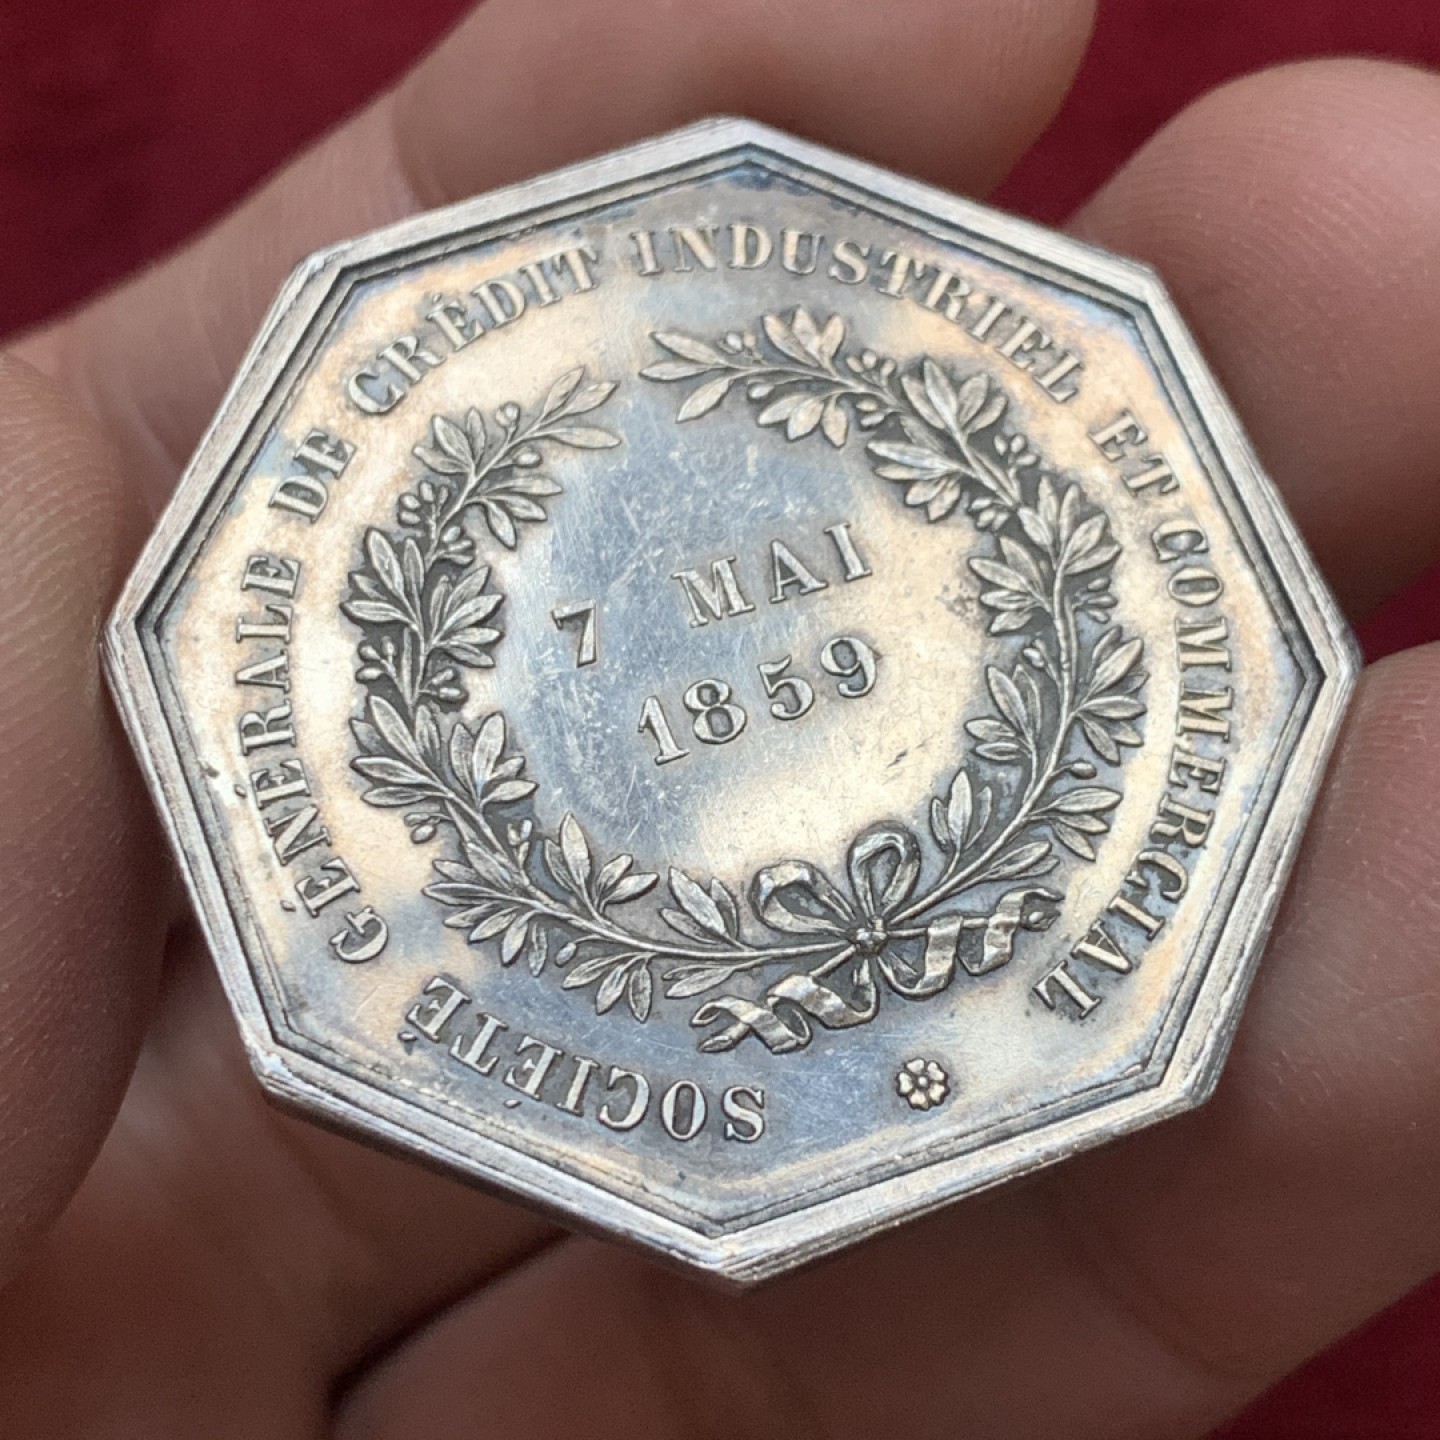 SOCIÉTÉ GÉNÉRALE DE CRÉDIT INDUSTRIEL ET COMMERCIAL
7 MAI
1859